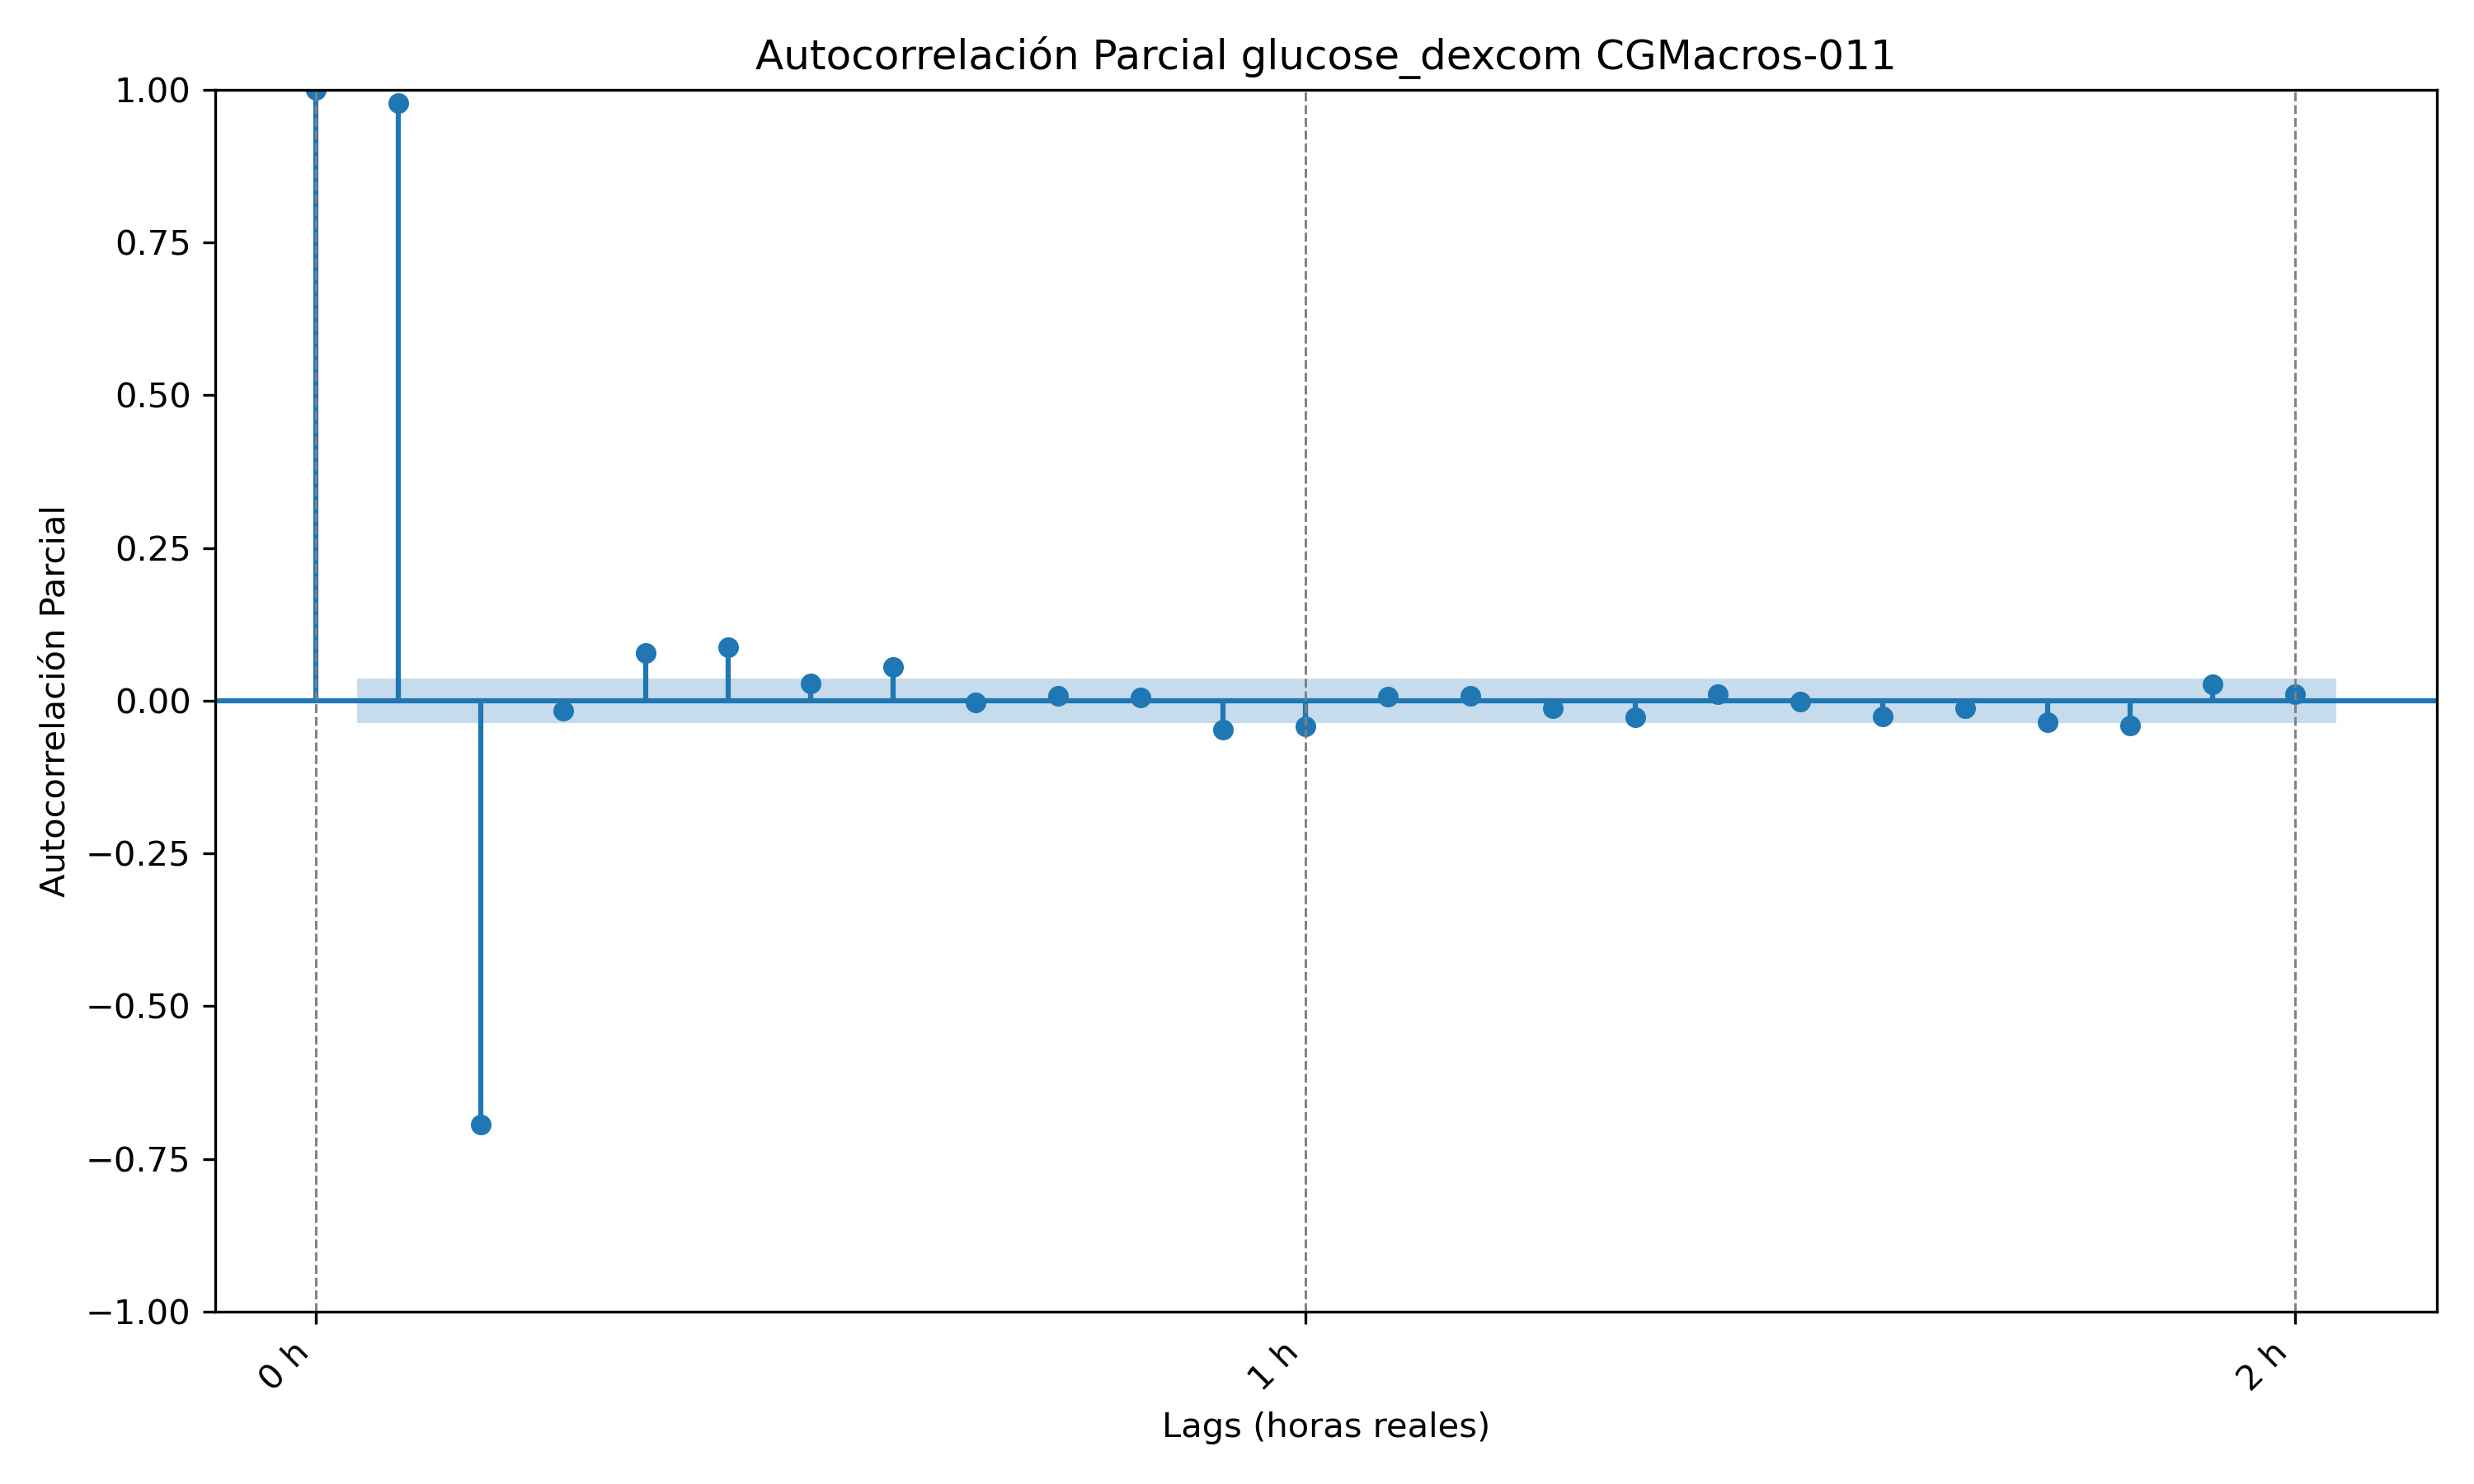 Autocorrelación Parcial glucose_dexcom CGMacros-011
1.00
0.75
0.50
0.25
0.00
−0.25
−0.50
−0.75
−1.00
Autocorrelación Parcial
0 h
1 h
2 h
Lags (horas reales)